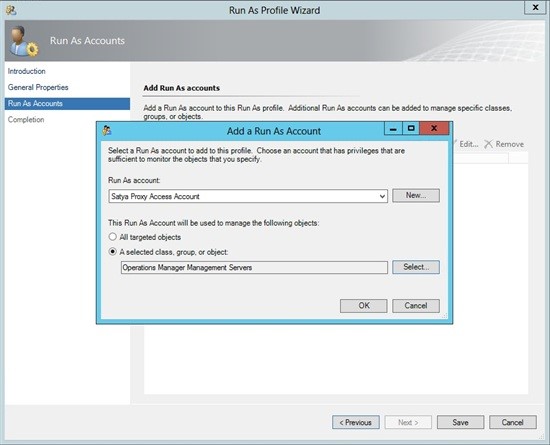 Run As Profile Wizard
Run As Accounts
Introduction
General Properties
Run As Accounts
Completion
Add Run As accounts
Add a Run As account to this Run As profile. Additional Run As accounts can be added to manage specific classes,
groups, or objects.
Edit... Remove
Add a Run As Account
Select a Run As account to add to this profile. Choose an account that has privileges that are
sufficient to monitor the objects that you specify.
Run As account:
Satya Proxy Access Account
New...
This Run As Account will be used to manage the following objects:
All targeted objects
A selected class, group, or object:
Operations Manager Management Servers
Select...
OK Cancel
< Previous Next > Save Cancel